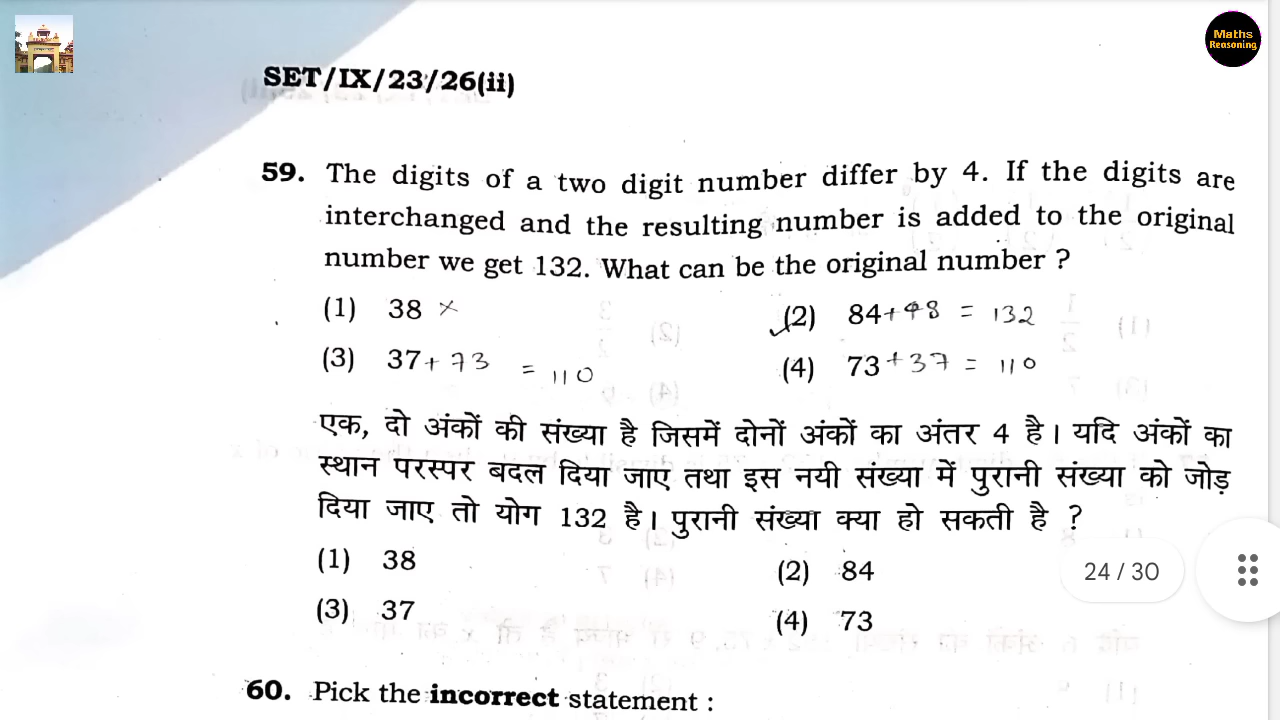 Maths
Reasoning
SET/IX/23/26(ii)
59. The digits of a two digit number differ by 4. If the digits are
interchanged and the resulting number is added to the original
number we get 132. What can be the original number ?
(1) 38 × (2) 84+48 = 132
(3) 37+73 = 110 (4) 73+37 = 110
एक, दो अंकों की संख्या है जिसमें दोनों अंकों का अंतर 4 है। यदि अंकों का
स्थान परस्पर बदल दिया जाए तथा इस नयी संख्या में पुरानी संख्या को जोड़
दिया जाए तो योग 132 है। पुरानी संख्या क्या हो सकती है ?
(1) 38 (2) 84
24 / 30
(3) 37 (4) 73
60. Pick the incorrect statement :